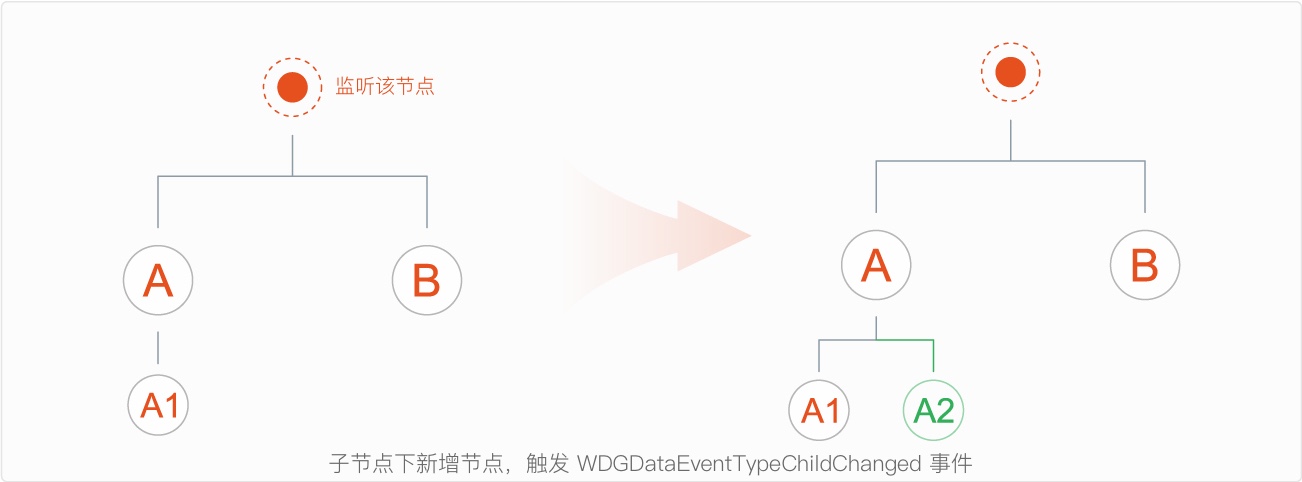 监听该节点
A B
A B
A1
A1 A2
子节点下新增节点，触发 WDGDataEventTypeChildChanged 事件